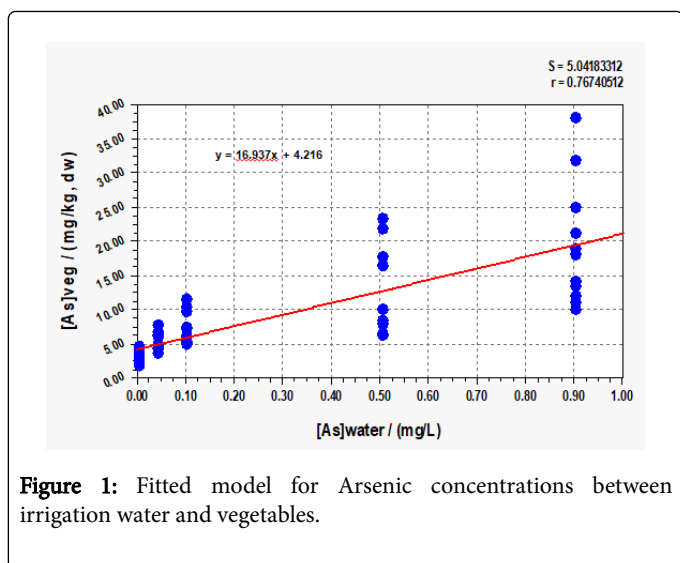 S = 5.04183312
r = 0.76740512
y = 16.937x + 4.216
[As]veg / (mg/kg, dw)
40.00
35.00
30.00
25.00
20.00
15.00
10.00
5.00
0.00
0.00 0.10 0.20 0.30 0.40 0.50 0.60 0.70 0.80 0.90 1.00
[As]water / (mg/L)
Figure 1: Fitted model for Arsenic concentrations between
irrigation water and vegetables.